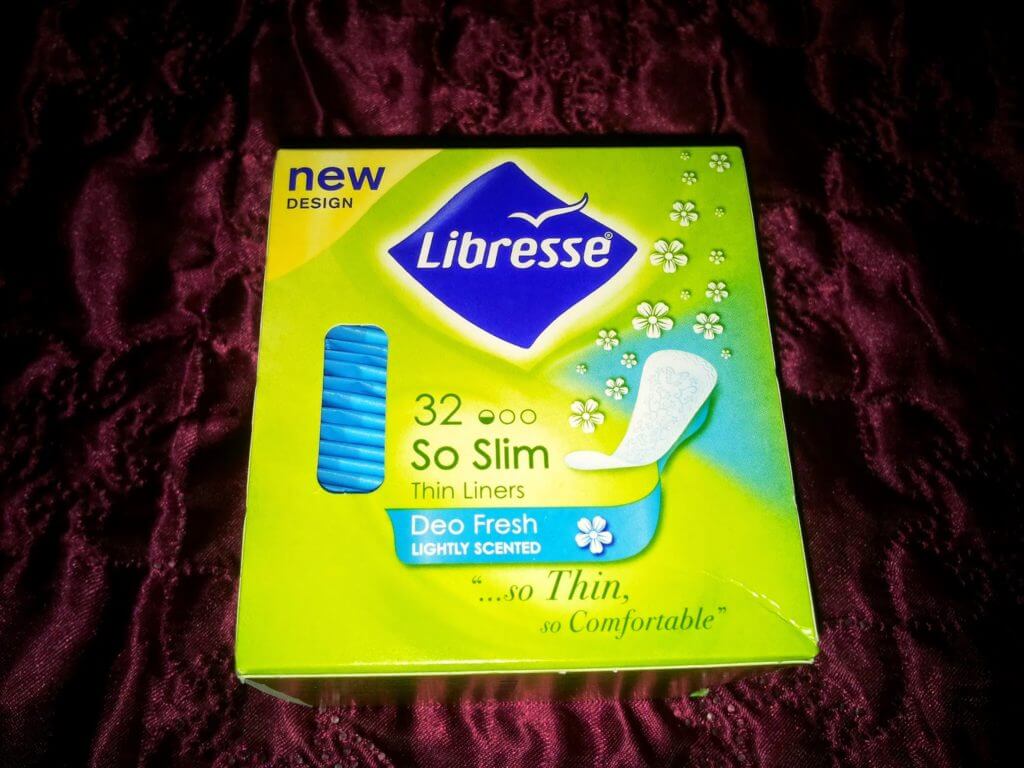 new
DESIGN
Libresse®
32
So Slim
Thin Liners
Deo Fresh
LIGHTLY SCENTED
“...so Thin,
so Comfortable”